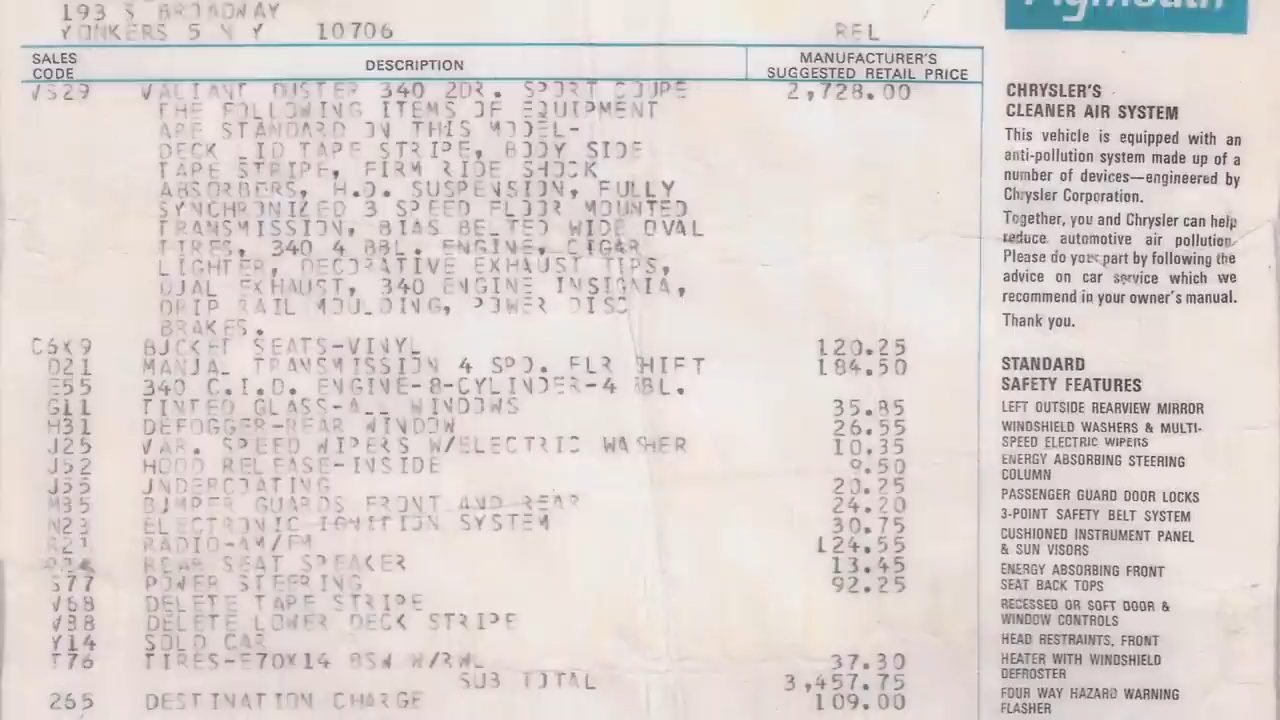 193 S BROADWAY
YONKERS 5 N Y 10706 REL
Plymouth
SALES CODE DESCRIPTION MANUFACTURER'S SUGGESTED RETAIL PRICE
VS29 VALIANT DUSTER 340 2DR. SPORT COUPE 2,728.00
THE FOLLOWING ITEMS OF EQUIPMENT
ARE STANDARD ON THIS MODEL-
DECK LID TAPE STRIPE, BODY SIDE
TAPE STRIPE, FIRM RIDE SHOCK
ABSORBERS, H.D. SUSPENSION, FULLY
SYNCHRONIZED 3 SPEED FLOOR MOUNTED
TRANSMISSION, BIAS BELTED WIDE OVAL
TIRES, 340 4 BBL. ENGINE, CIGAR
LIGHTER, DECORATIVE EXHAUST TIPS,
DUAL EXHAUST, 340 ENGINE INSIGNIA,
DRIP RAIL MOULDING, POWER DISC
BRAKES.
C6X9 BUCKET SEATS-VINYL 120.25
D21 MANUAL TRANSMISSION 4 SPD. FLR SHIFT 184.50
E55 340 C.I.D. ENGINE-8-CYLINDER-4 BBL.
G11 TINTED GLASS-ALL WINDOWS 35.85
H31 DEFOGGER-REAR WINDOW 26.55
J25 VAR. SPEED WIPERS W/ELECTRIC WASHER 10.35
J52 HOOD RELEASE-INSIDE 9.50
J55 UNDERCOATING 20.25
M85 BUMPER GUARDS FRONT AND REAR 24.20
N23 ELECTRONIC IGNITION SYSTEM 30.75
R21 RADIO-AM/FM 124.55
REAR SEAT SPEAKER 13.45
S77 POWER STEERING 92.25
V68 DELETE TAPE STRIPE
V98 DELETE LOWER DECK STRIPE
Y14 SOLD CAR
T76 TIRES-E70X14 BSW W/RWL 37.30
SUB TOTAL 3,457.75
265 DESTINATION CHARGE 109.00
CHRYSLER'S
CLEANER AIR SYSTEM
This vehicle is equipped with an
anti-pollution system made up of a
number of devices—engineered by
Chrysler Corporation.
Together, you and Chrysler can help
reduce automotive air pollution.
Please do your part by following the
advice on car service which we
recommend in your owner's manual.
Thank you.
STANDARD
SAFETY FEATURES
LEFT OUTSIDE REARVIEW MIRROR
WINDSHIELD WASHERS & MULTI-
SPEED ELECTRIC WIPERS
ENERGY ABSORBING STEERING
COLUMN
PASSENGER GUARD DOOR LOCKS
3-POINT SAFETY BELT SYSTEM
CUSHIONED INSTRUMENT PANEL
& SUN VISORS
ENERGY ABSORBING FRONT
SEAT BACK TOPS
RECESSED OR SOFT DOOR &
WINDOW CONTROLS
HEAD RESTRAINTS, FRONT
HEATER WITH WINDSHIELD
DEFROSTER
FOUR WAY HAZARD WARNING
FLASHER